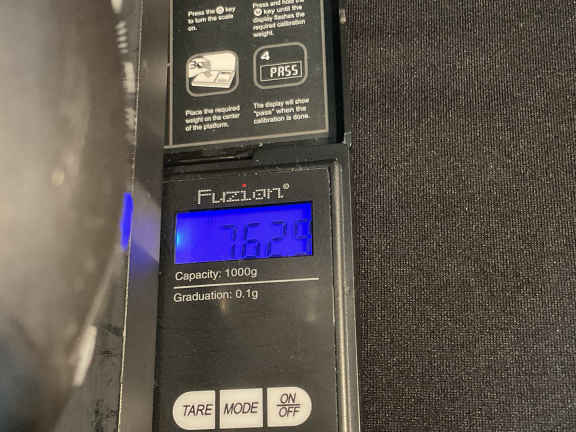 Press the key
to turn the scale
on.
Press and hold the
M key until the
display flashes the
required calibration
weight.
3
Place the required
weight on the center
of the platform.
4
PASS
The display will show
"pass" when the
calibration is done.
Fuzion®
Capacity: 1000g
Graduation: 0.1g
TARE
MODE
ON
OFF